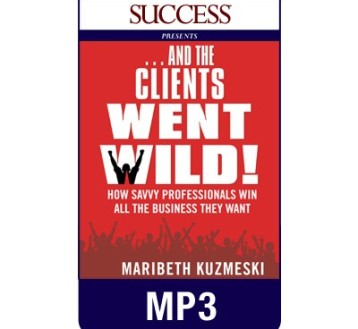 SUCCESS®
PRESENTS
...AND THE
CLIENTS
WENT
WILD!
HOW SAVVY PROFESSIONALS WIN
ALL THE BUSINESS THEY WANT
MARIBETH KUZMESKI
MP3